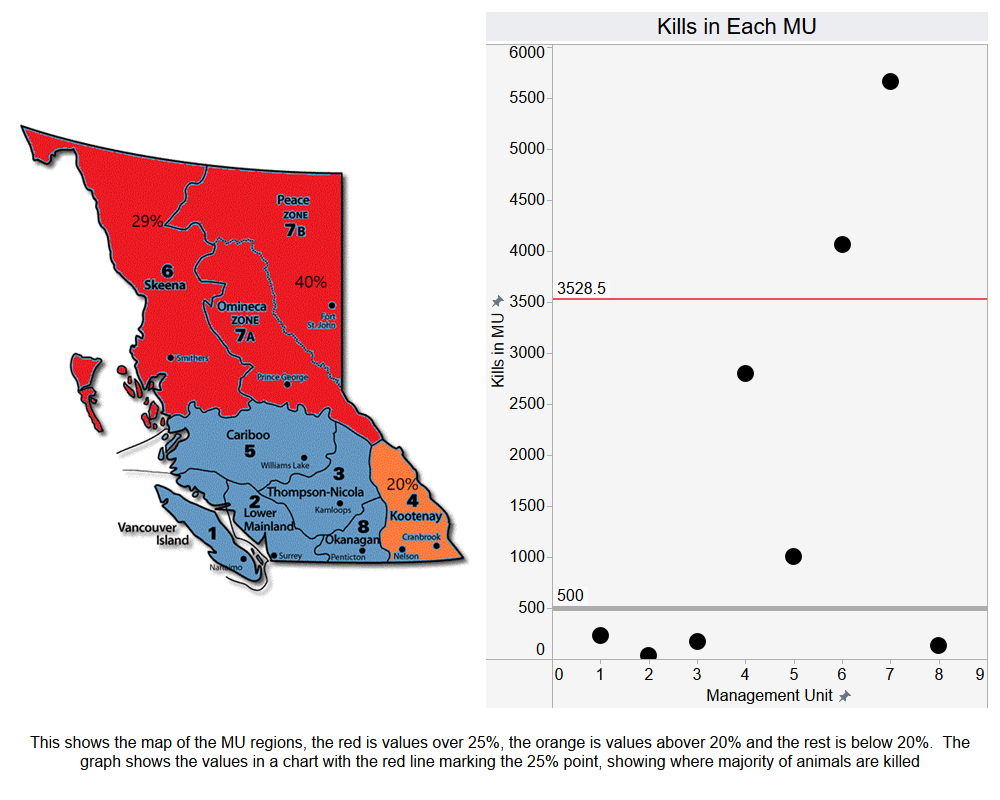 Kills in Each MU
6000
5500
5000
4500
4000
3528.5
3500
3000
2500
2000
1500
1000
500
500
0
Kills in MU
0 1 2 3 4 5 6 7 8 9
Management Unit
Peace
ZONE
7B
29%
6
Skeena
40%
Omineca
ZONE
7A
Fort
St. John
Smithers
Prince George
Cariboo
5
Williams Lake
3
Thompson-Nicola
Kamloops
20%
4
Kootenay
2
Lower
Mainland
8
Okanagan
Vancouver
Island
1
Cranbrook
Nanaimo
Surrey
Penticton
Nelson
This shows the map of the MU regions, the red is values over 25%, the orange is values abover 20% and the rest is below 20%.  The
graph shows the values in a chart with the red line marking the 25% point, showing where majority of animals are killed